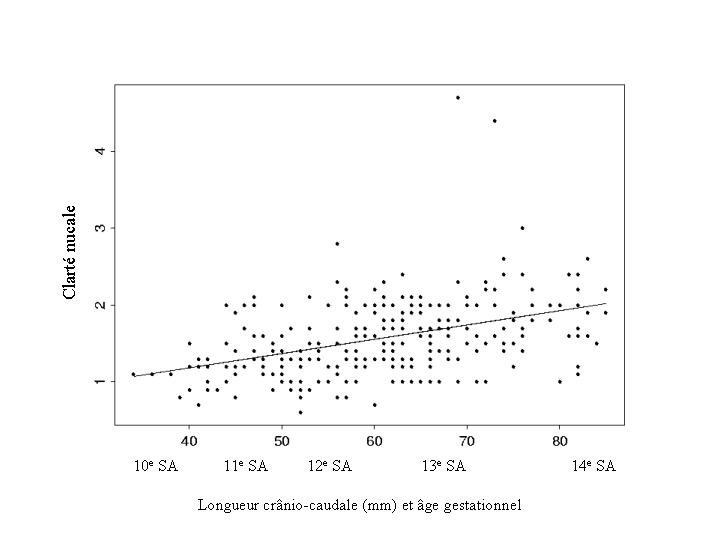 4
3
2
1
Clarté nucale
40 50 60 70 80
10e SA 11e SA 12e SA 13e SA 14e SA
Longueur crânio-caudale (mm) et âge gestationnel